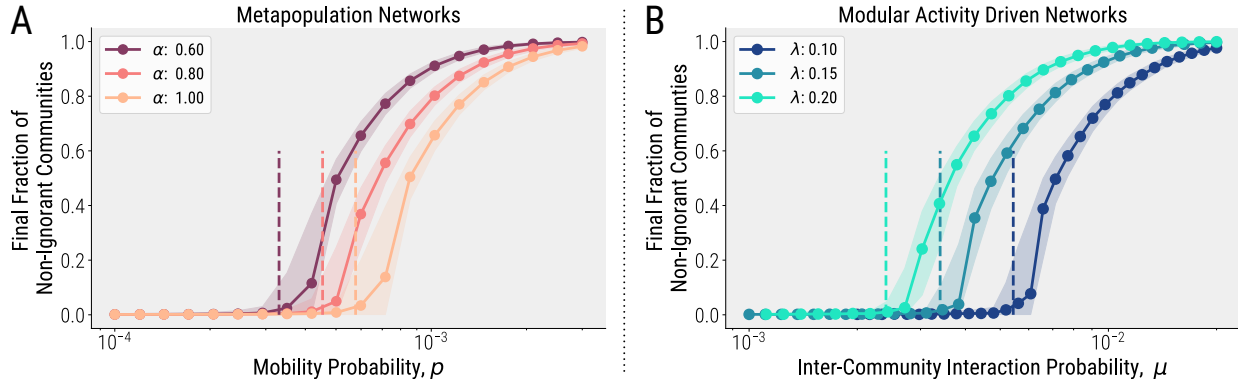 A
Metapopulation Networks
Final Fraction of
Non-Ignorant Communities
1.0
0.8
0.6
0.4
0.2
0.0
α: 0.60
α: 0.80
α: 1.00
10⁻⁴
10⁻³
Mobility Probability, p
B
Modular Activity Driven Networks
Final Fraction of
Non-Ignorant Communties
1.0
0.8
0.6
0.4
0.2
0.0
λ: 0.10
λ: 0.15
λ: 0.20
10⁻³
10⁻²
Inter-Community Interaction Probability, μ